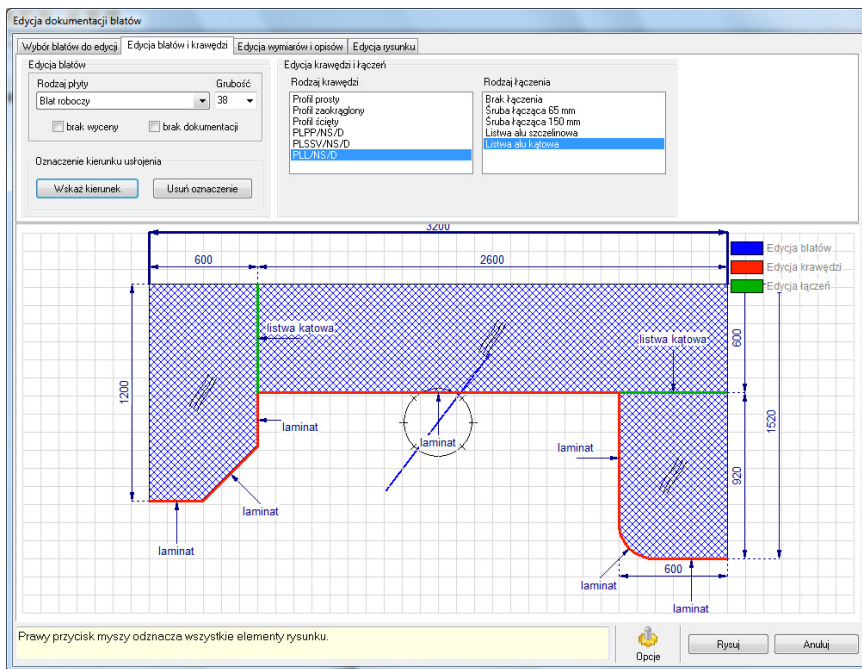 Edycja dokumentacji blatów
Wybór blatów do edycji
Edycja blatów i krawędzi
Edycja wymiarów i opisów
Edycja rysunku
Edycja blatów
Rodzaj płyty
Grubość
Blat roboczy
38
brak wyceny
brak dokumentacji
Oznaczenie kierunku usłojenia
Wskaż kierunek
Usuń oznaczenie
Edycja krawędzi i łączeń
Rodzaj krawędzi
Profil prosty
Profil zaokrąglony
Profil ścięty
PLPP/NS/D
PLSSV/NS/D
PLL/NS/D
Rodzaj łączenia
Brak łączenia
Śruba łącząca 65 mm
Śruba łącząca 150 mm
Listwa alu szczelinowa
Listwa alu kątowa
3200
600
2600
Edycja blatów
Edycja krawędzi
Edycja łączeń
listwa kątowa
listwa kątowa
600
1200
1520
laminat
laminat
laminat
920
laminat
laminat
600
laminat
laminat
Prawy przycisk myszy odznacza wszystkie elementy rysunku.
Opcje
Rysuj
Anuluj